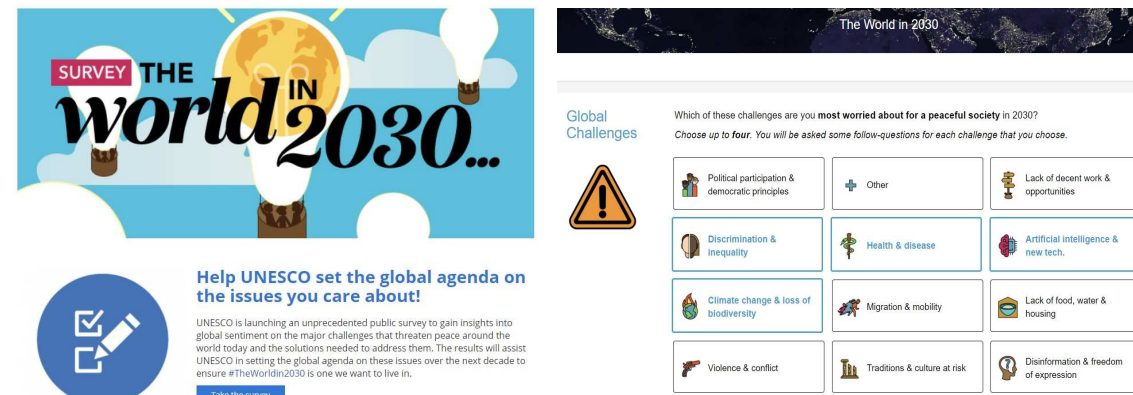 SURVEY THE
world IN
2030...
Help UNESCO set the global agenda on
the issues you care about!
UNESCO is launching an unprecedented public survey to gain insights into
global sentiment on the major challenges that threaten peace around the
world today and the solutions needed to address them. The results will assist
UNESCO in setting the global agenda on these issues over the next decade to
ensure #TheWorldin2030 is one we want to live in.
Take the survey
The World in 2030
Global
Challenges
Which of these challenges are you most worried about for a peaceful society in 2030?
Choose up to four. You will be asked some follow-questions for each challenge that you choose.
Political participation &
democratic principles
Other
Lack of decent work &
opportunities
Discrimination &
inequality
Health & disease
Artificial intelligence &
new tech.
Climate change & loss of
biodiversity
Migration & mobility
Lack of food, water &
housing
Violence & conflict
Traditions & culture at risk
Disinformation & freedom
of expression